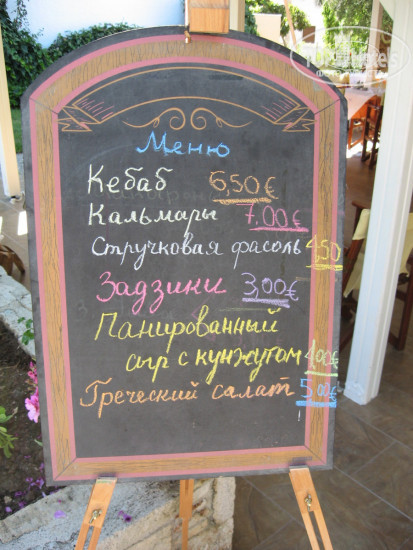 Меню
Кебаб 6,50 €
Кальмары 7,00 €
Стручковая фасоль 4,50
Задзики 3,00 €
Панированный
сыр с кунжутом 4,00 €
Греческий салат 5,00 €